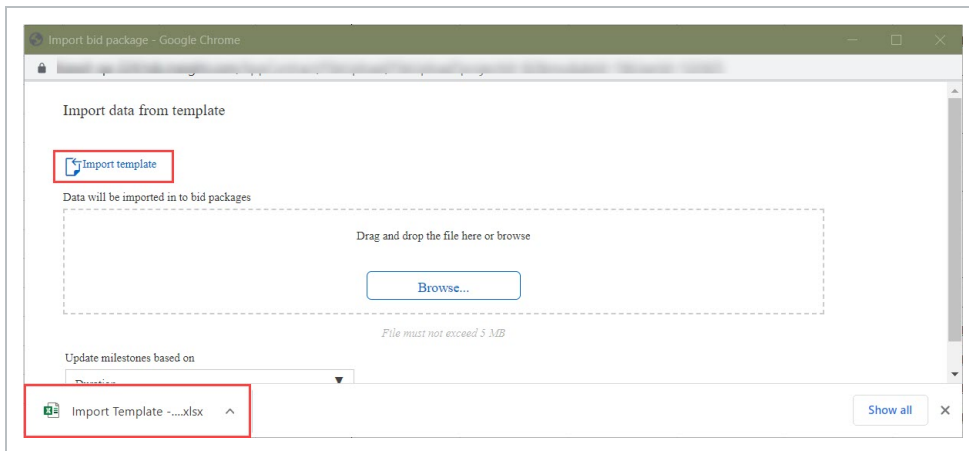 Import bid package - Google Chrome
Import data from template
Import template
Data will be imported in to bid packages
Drag and drop the file here or browse
Browse...
File must not exceed 5 MB
Update milestones based on
Duration
Import Template -....xlsx
Show all